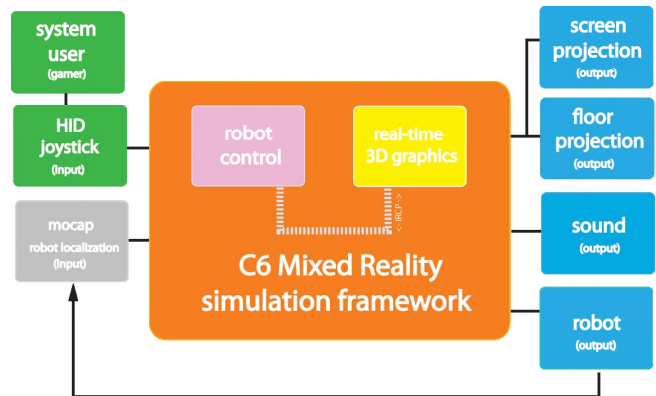 system
user
(gamer)
HID
joystick
(input)
mocap
robot localization
(input)
robot
control
real-time
3D graphics
<- IRCP ->
C6 Mixed Reality
simulation framework
screen
projection
(output)
floor
projection
(output)
sound
(output)
robot
(output)